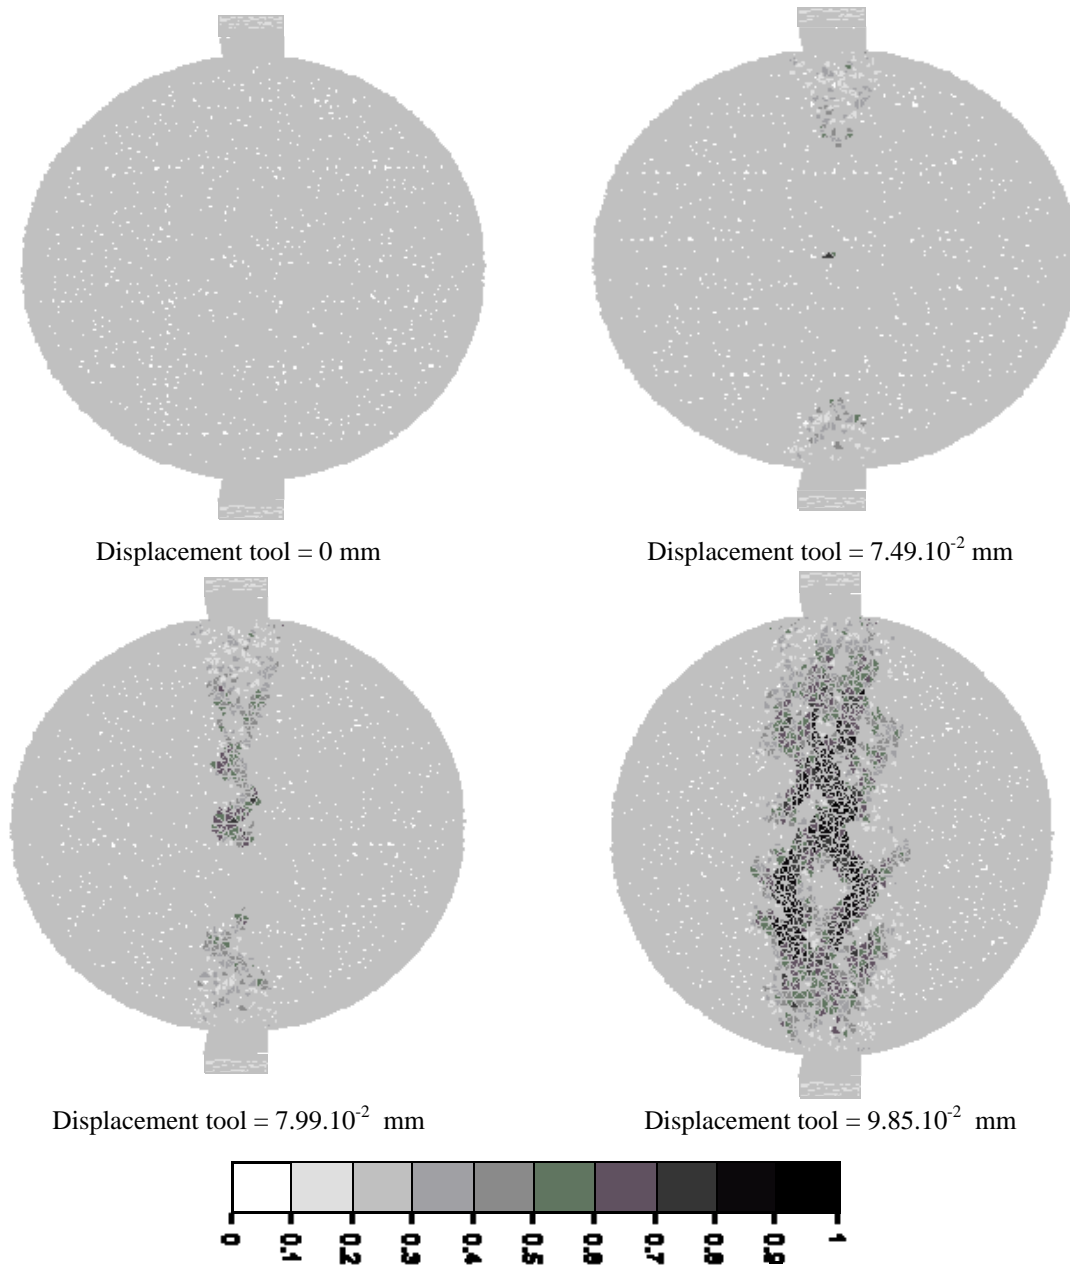 Displacement tool = 0 mm
Displacement tool = 7.49.10⁻² mm
Displacement tool = 7.99.10⁻² mm
Displacement tool = 9.85.10⁻² mm
0 0.1 0.2 0.3 0.4 0.5 0.6 0.7 0.8 0.9 1